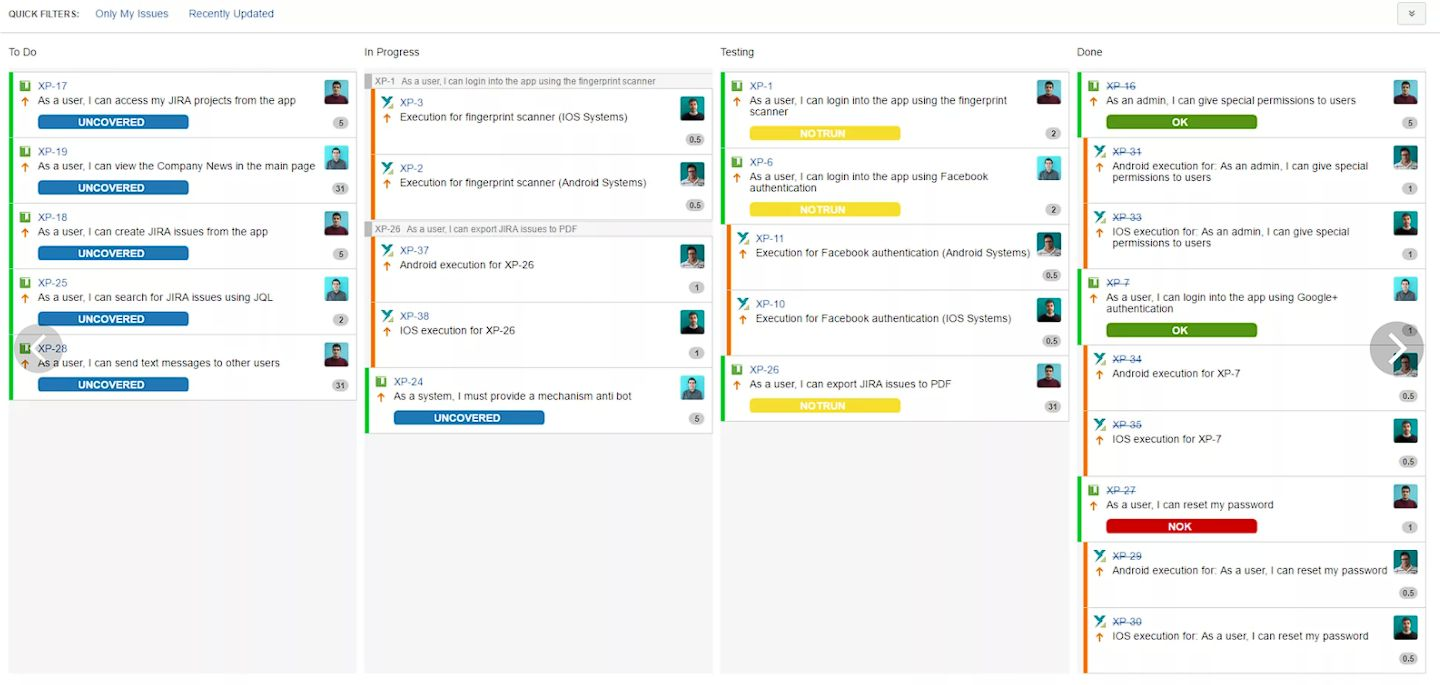 QUICK FILTERS: Only My Issues Recently Updated
To Do
XP-17
As a user, I can access my JIRA projects from the app
UNCOVERED
5
XP-19
As a user, I can view the Company News in the main page
UNCOVERED
31
XP-18
As a user, I can create JIRA issues from the app
UNCOVERED
5
XP-25
As a user, I can search for JIRA issues using JQL
UNCOVERED
2
XP-28
As a user, I can send text messages to other users
UNCOVERED
31
In Progress
XP-1 As a user, I can login into the app using the fingerprint scanner
XP-3
Execution for fingerprint scanner (IOS Systems)
0.5
XP-2
Execution for fingerprint scanner (Android Systems)
0.5
XP-26 As a user, I can export JIRA issues to PDF
XP-37
Android execution for XP-26
1
XP-38
IOS execution for XP-26
1
XP-24
As a system, I must provide a mechanism anti bot
UNCOVERED
5
Testing
XP-1
As a user, I can login into the app using the fingerprint
scanner
NOTRUN
2
XP-6
As a user, I can login into the app using Facebook
authentication
NOTRUN
2
XP-11
Execution for Facebook authentication (Android Systems)
0.5
XP-10
Execution for Facebook authentication (IOS Systems)
0.5
XP-26
As a user, I can export JIRA issues to PDF
NOTRUN
31
Done
XP-16
As an admin, I can give special permissions to users
OK
5
XP-31
Android execution for: As an admin, I can give special
permissions to users
1
XP-33
IOS execution for: As an admin, I can give special
permissions to users
1
XP-7
As a user, I can login into the app using Google+
authentication
OK
1
XP-34
Android execution for XP-7
0.5
XP-35
IOS execution for XP-7
0.5
XP-27
As a user, I can reset my password
NOK
1
XP-29
Android execution for: As a user, I can reset my password
0.5
XP-30
IOS execution for: As a user, I can reset my password
0.5